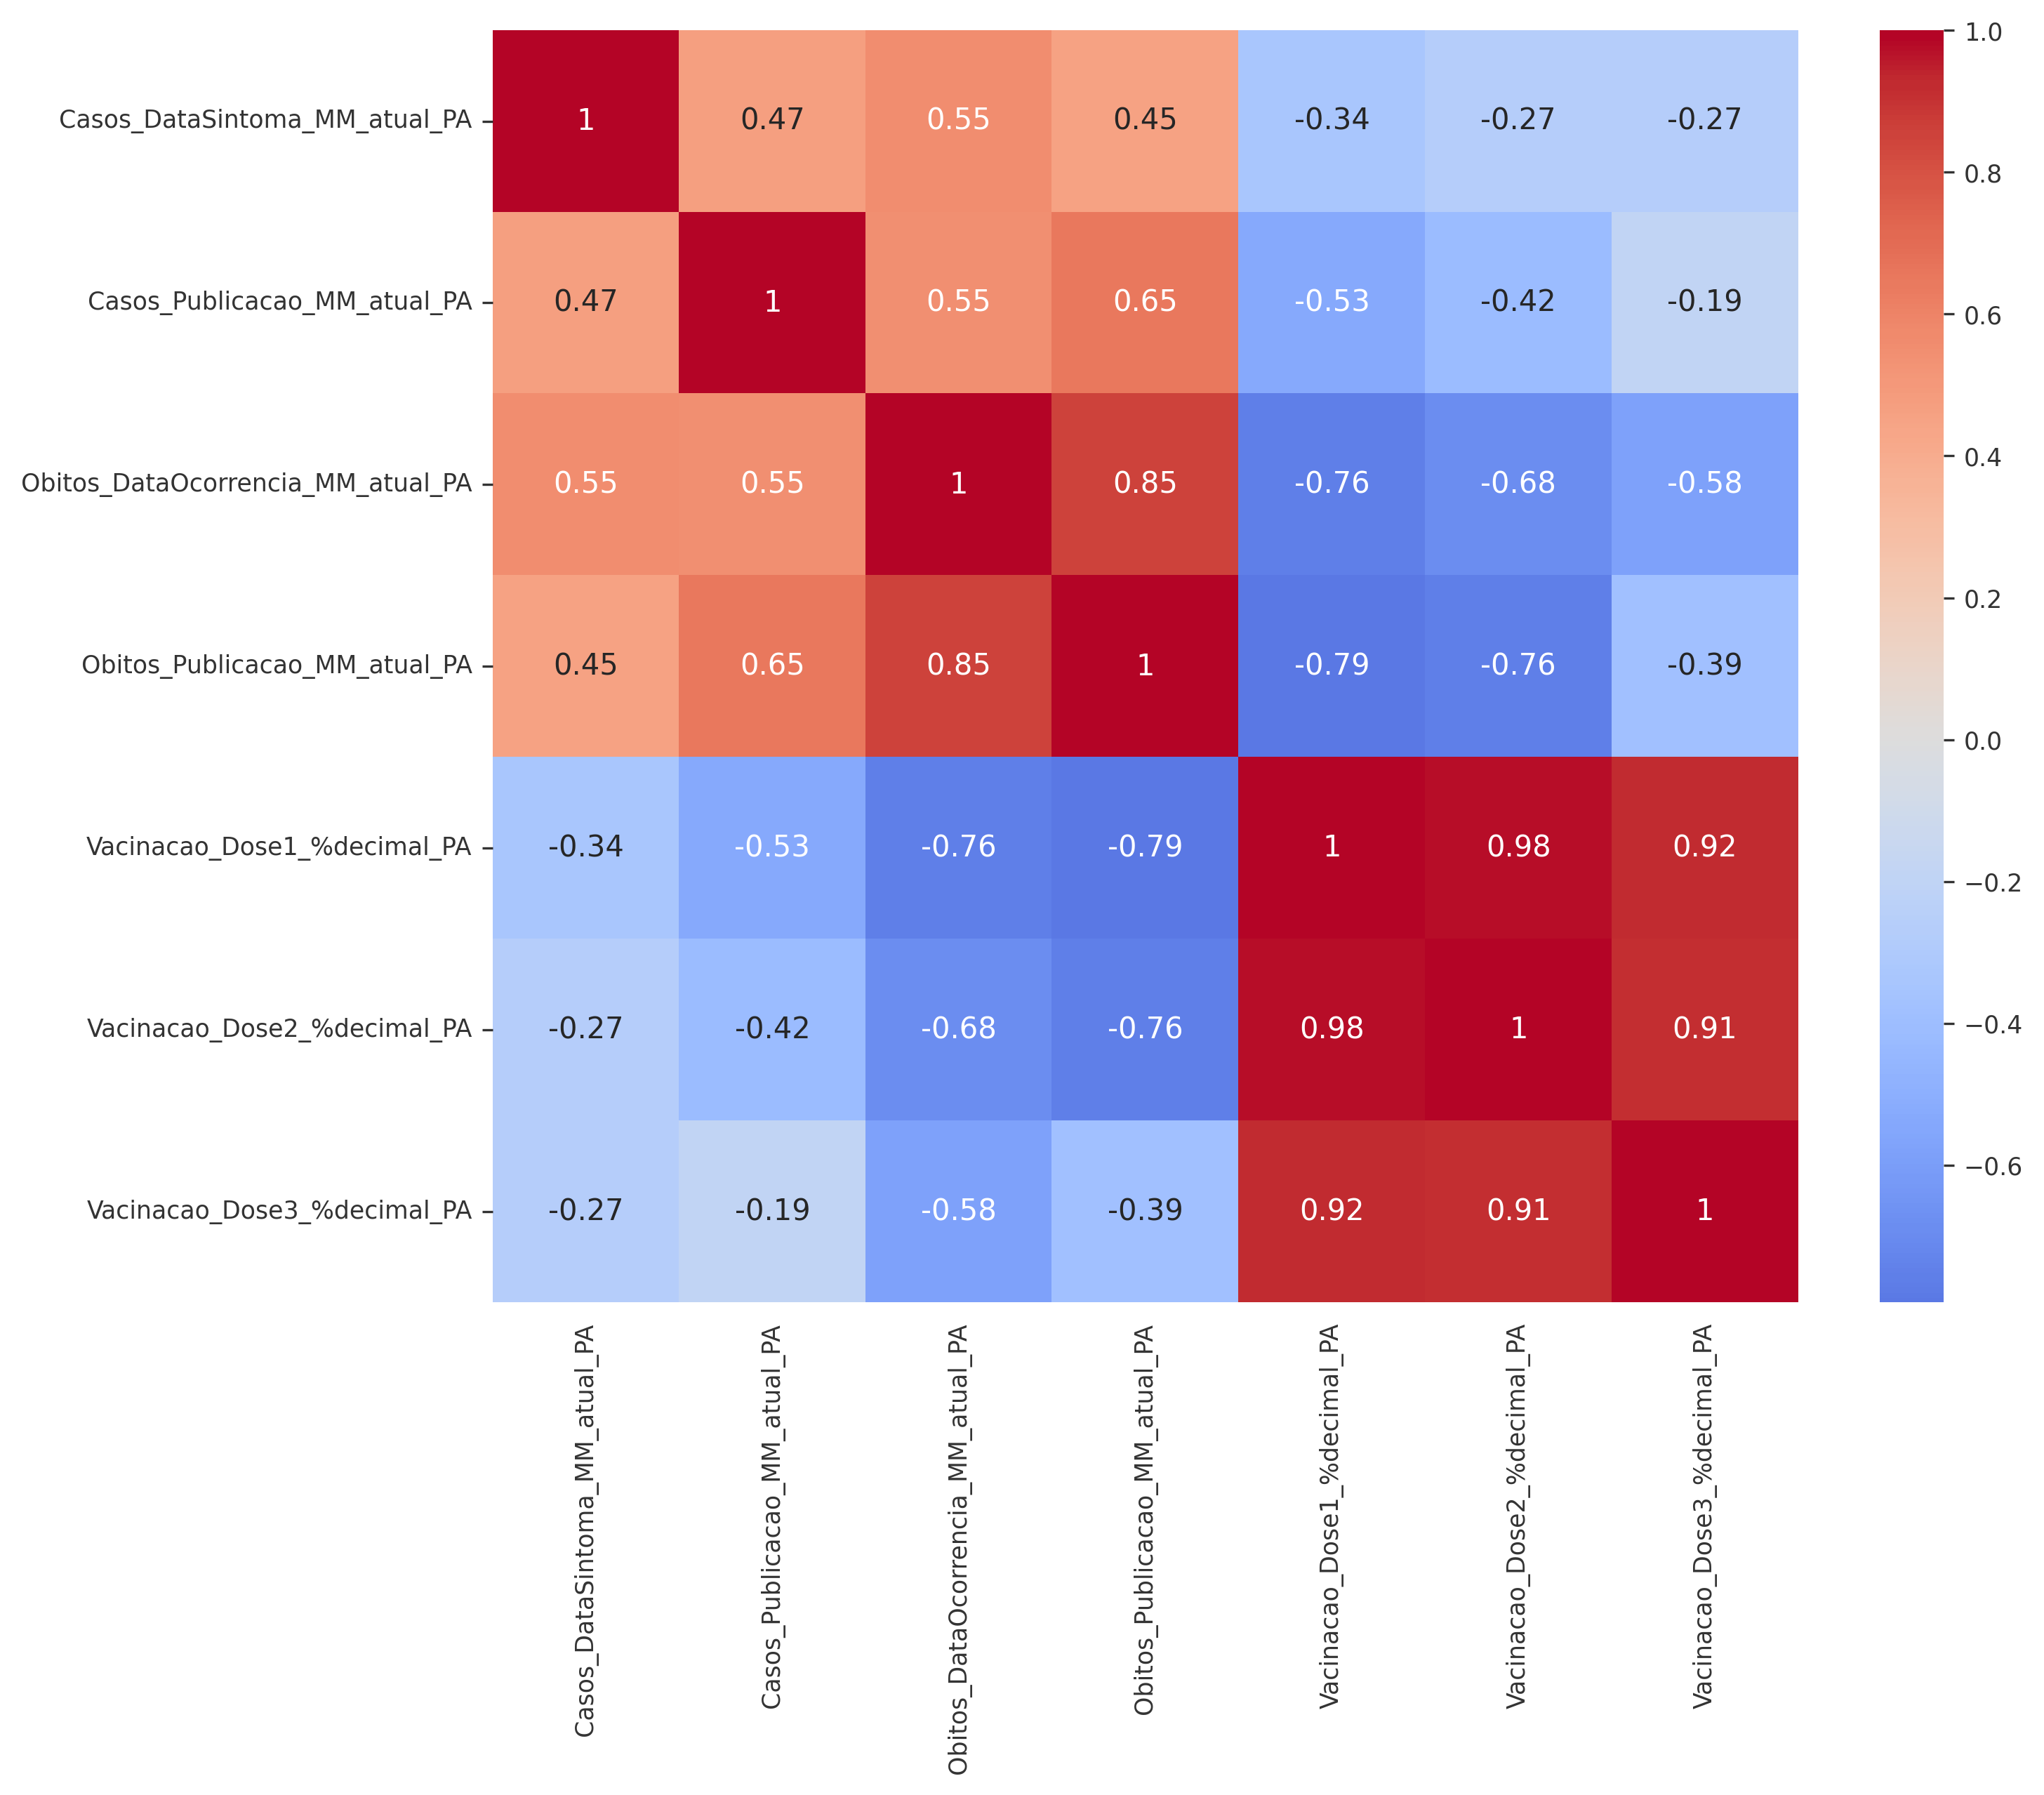 Casos_DataSintoma_MM_atual_PA 1 0.47 0.55 0.45 -0.34 -0.27 -0.27
Casos_Publicacao_MM_atual_PA 0.47 1 0.55 0.65 -0.53 -0.42 -0.19
Obitos_DataOcorrencia_MM_atual_PA 0.55 0.55 1 0.85 -0.76 -0.68 -0.58
Obitos_Publicacao_MM_atual_PA 0.45 0.65 0.85 1 -0.79 -0.76 -0.39
Vacinacao_Dose1_%decimal_PA -0.34 -0.53 -0.76 -0.79 1 0.98 0.92
Vacinacao_Dose2_%decimal_PA -0.27 -0.42 -0.68 -0.76 0.98 1 0.91
Vacinacao_Dose3_%decimal_PA -0.27 -0.19 -0.58 -0.39 0.92 0.91 1
Casos_DataSintoma_MM_atual_PA
Casos_Publicacao_MM_atual_PA
Obitos_DataOcorrencia_MM_atual_PA
Obitos_Publicacao_MM_atual_PA
Vacinacao_Dose1_%decimal_PA
Vacinacao_Dose2_%decimal_PA
Vacinacao_Dose3_%decimal_PA
1.0
0.8
0.6
0.4
0.2
0.0
−0.2
−0.4
−0.6